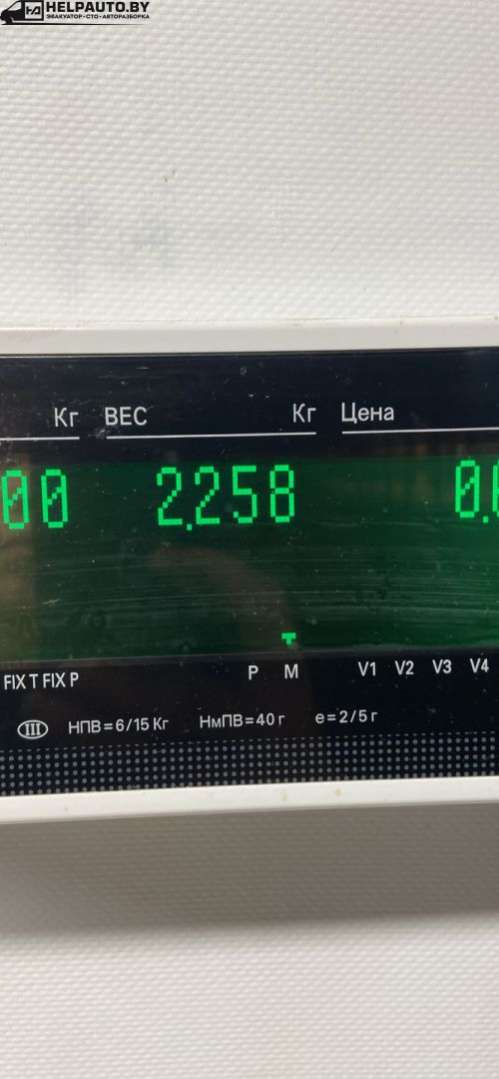 HELPAUTO.BY
ЭВАКУАТОР·СТО·АВТОРАЗБОРКА
Кг ВЕС Кг Цена
00 2.258 0.
FIX T FIX P P M V1 V2 V3 V4
III НПВ=6/15 Кг НмПВ=40 г e=2/5 г